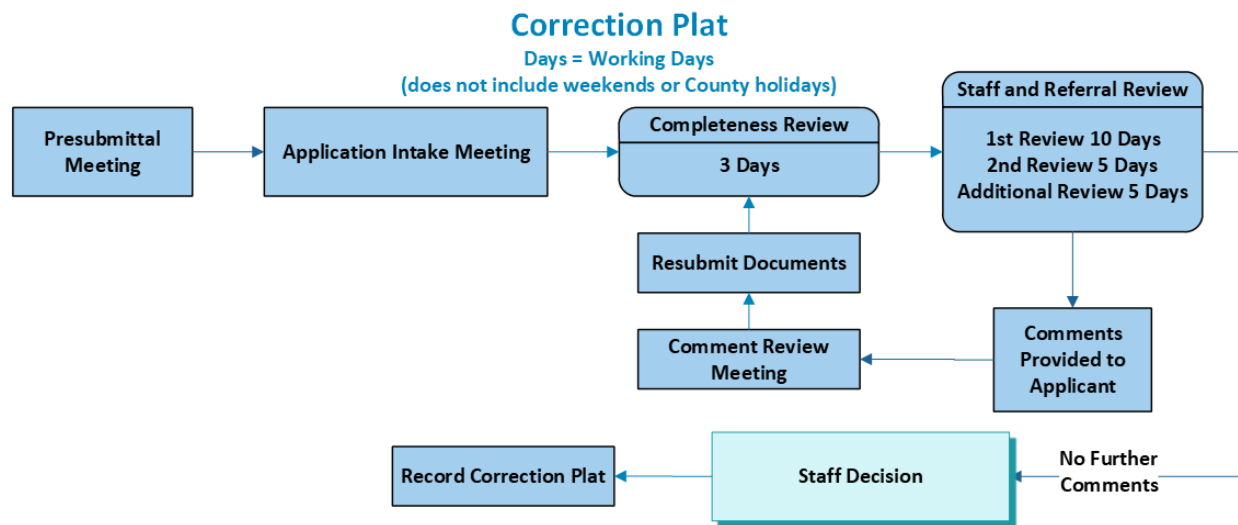 Correction Plat
Days = Working Days
(does not include weekends or County holidays)
Presubmittal
Meeting
Application Intake Meeting
Completeness Review
3 Days
Staff and Referral Review
1st Review 10 Days
2nd Review 5 Days
Additional Review 5 Days
Resubmit Documents
Comment Review
Meeting
Comments
Provided to
Applicant
Record Correction Plat
Staff Decision
No Further
Comments